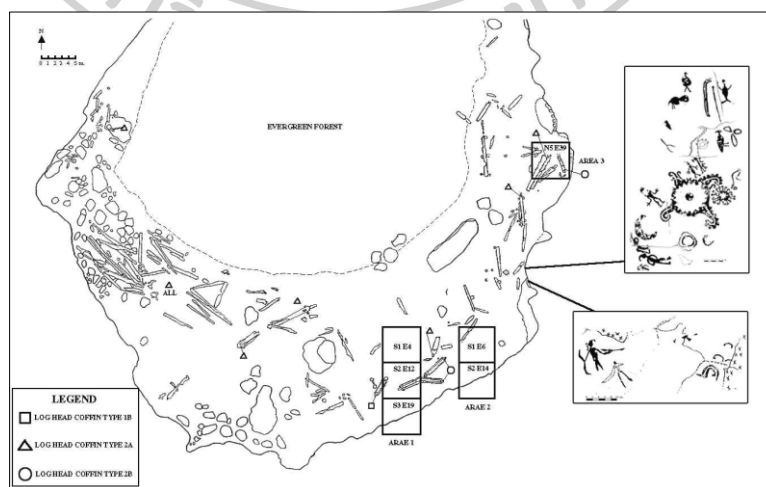 N
0 1 2 3 4 5 m.
EVERGREEN FOREST
N5 E39
AREA 3
ALL
S1 E4
S1 E6
S2 E12
S2 E14
S3 E19
ARAE 2
ARAE 1
LEGEND
LOG HEAD COFFIN TYPE 1B
LOG HEAD COFFIN TYPE 2A
LOG HEAD COFFIN TYPE 2B